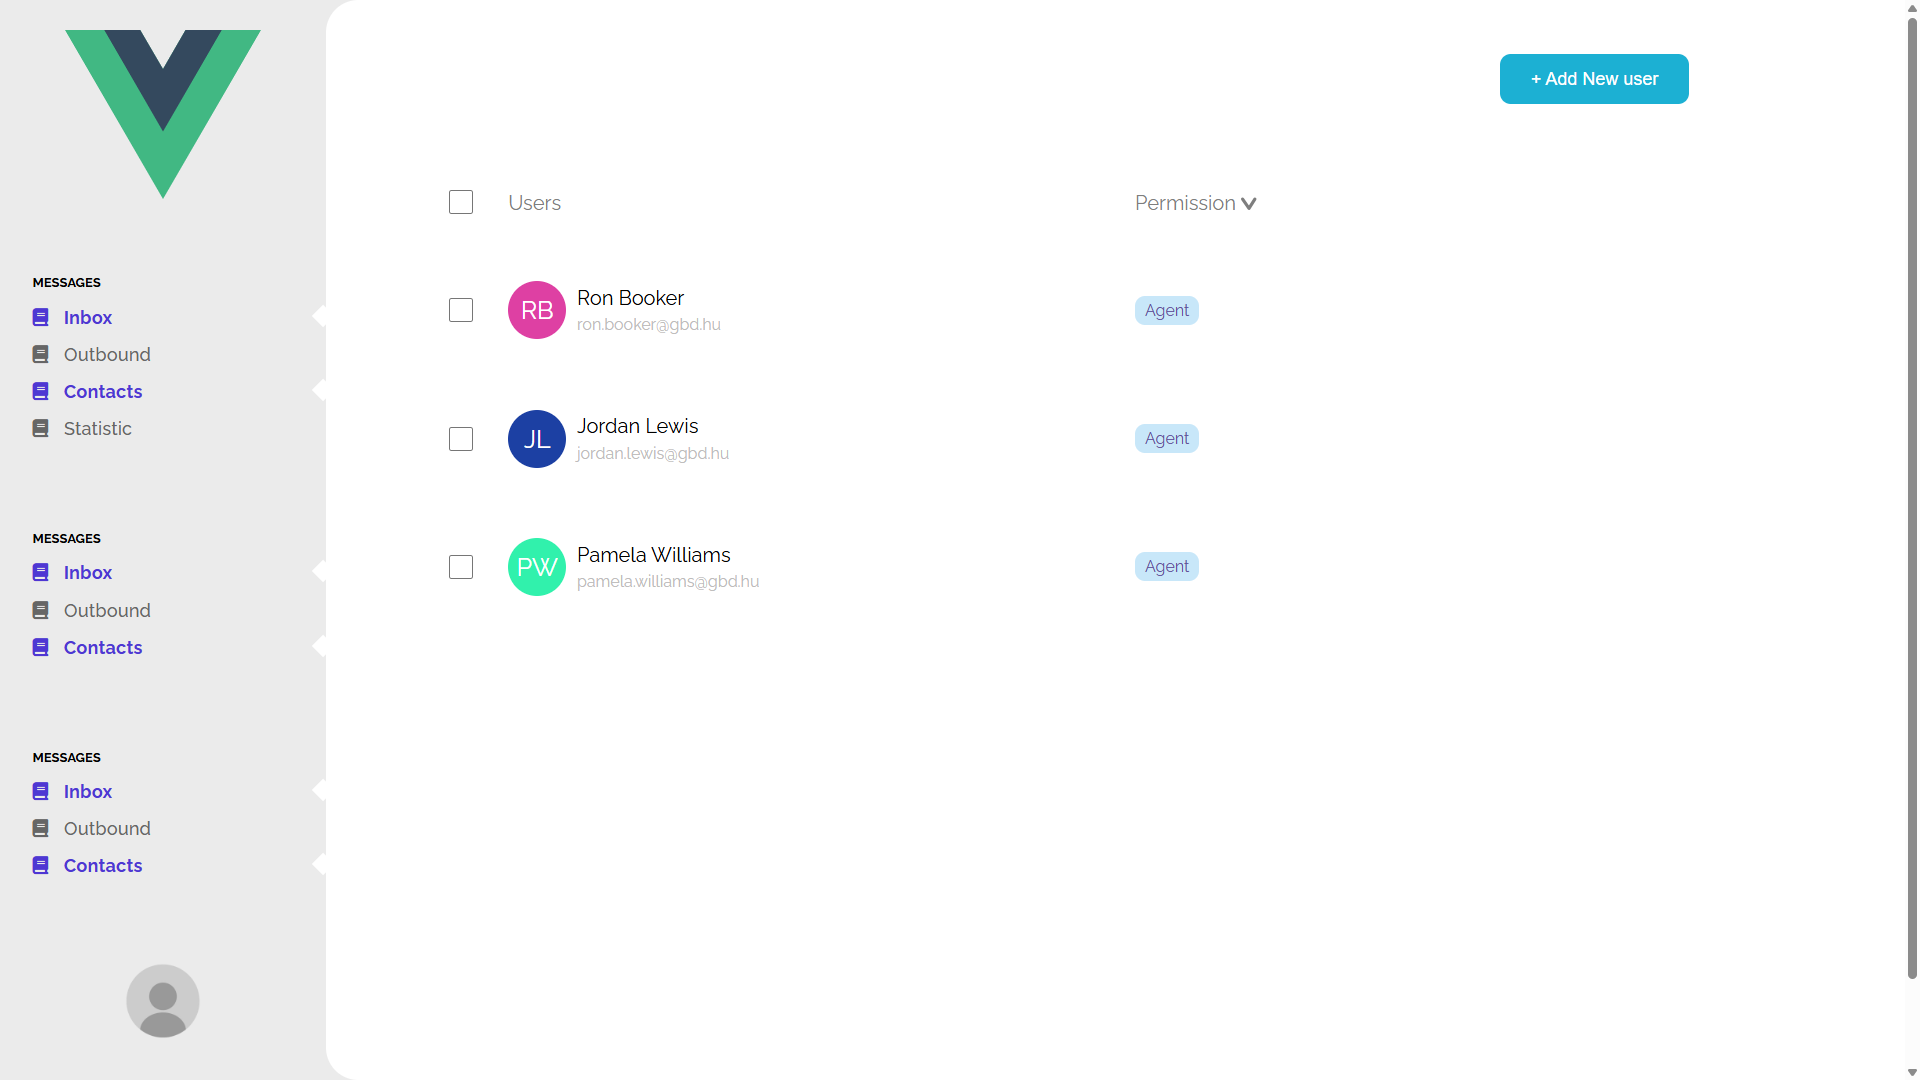 MESSAGES
Inbox
Outbound
Contacts
Statistic
MESSAGES
Inbox
Outbound
Contacts
MESSAGES
Inbox
Outbound
Contacts
+ Add New user
Users Permission
RB Ron Booker Agent
ron.booker@gbd.hu
JL Jordan Lewis Agent
jordan.lewis@gbd.hu
PW Pamela Williams Agent
pamela.williams@gbd.hu